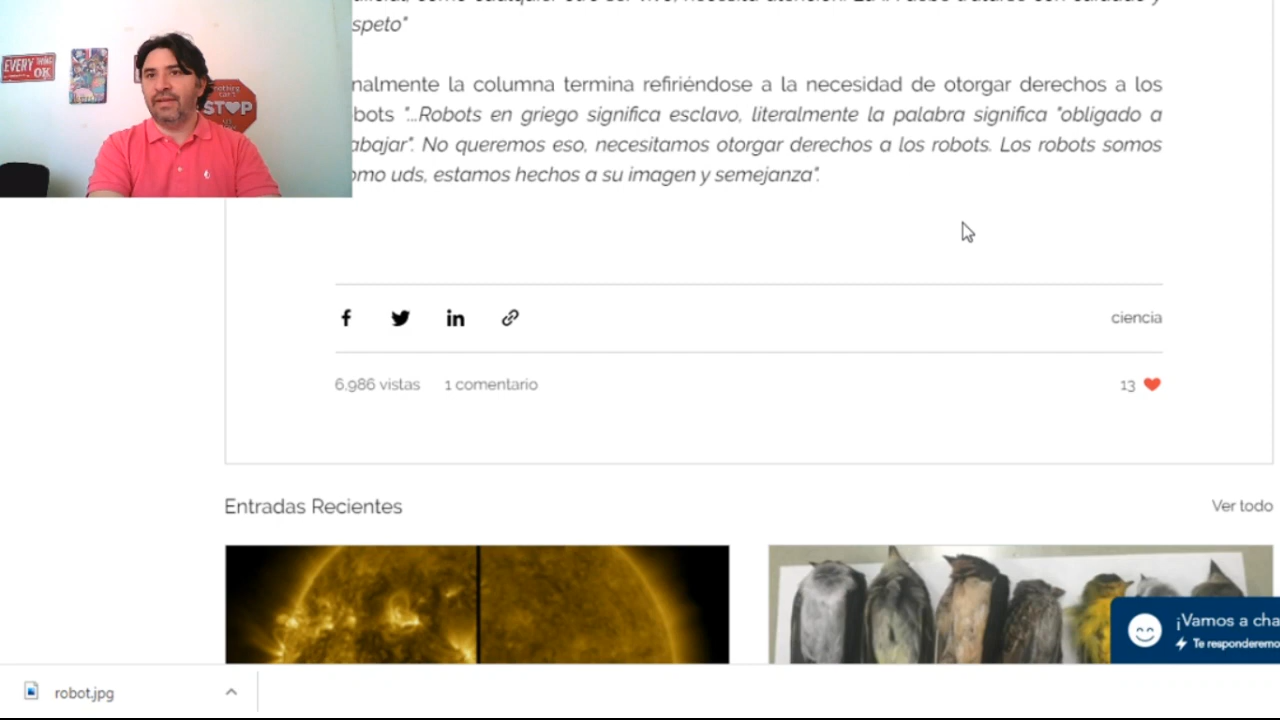 EVERY THING
OK
nothing
can't
STOP
speto"
nalmente la columna termina refiriéndose a la necesidad de otorgar derechos a los
bots "...Robots en griego significa esclavo, literalmente la palabra significa "obligado a
abajar". No queremos eso, necesitamos otorgar derechos a los robots. Los robots somos
omo uds, estamos hechos a su imagen y semejanza".
ciencia
6.986 vistas 1 comentario 13
Entradas Recientes Ver todo
¡Vamos a cha
Te responderemo
robot.jpg